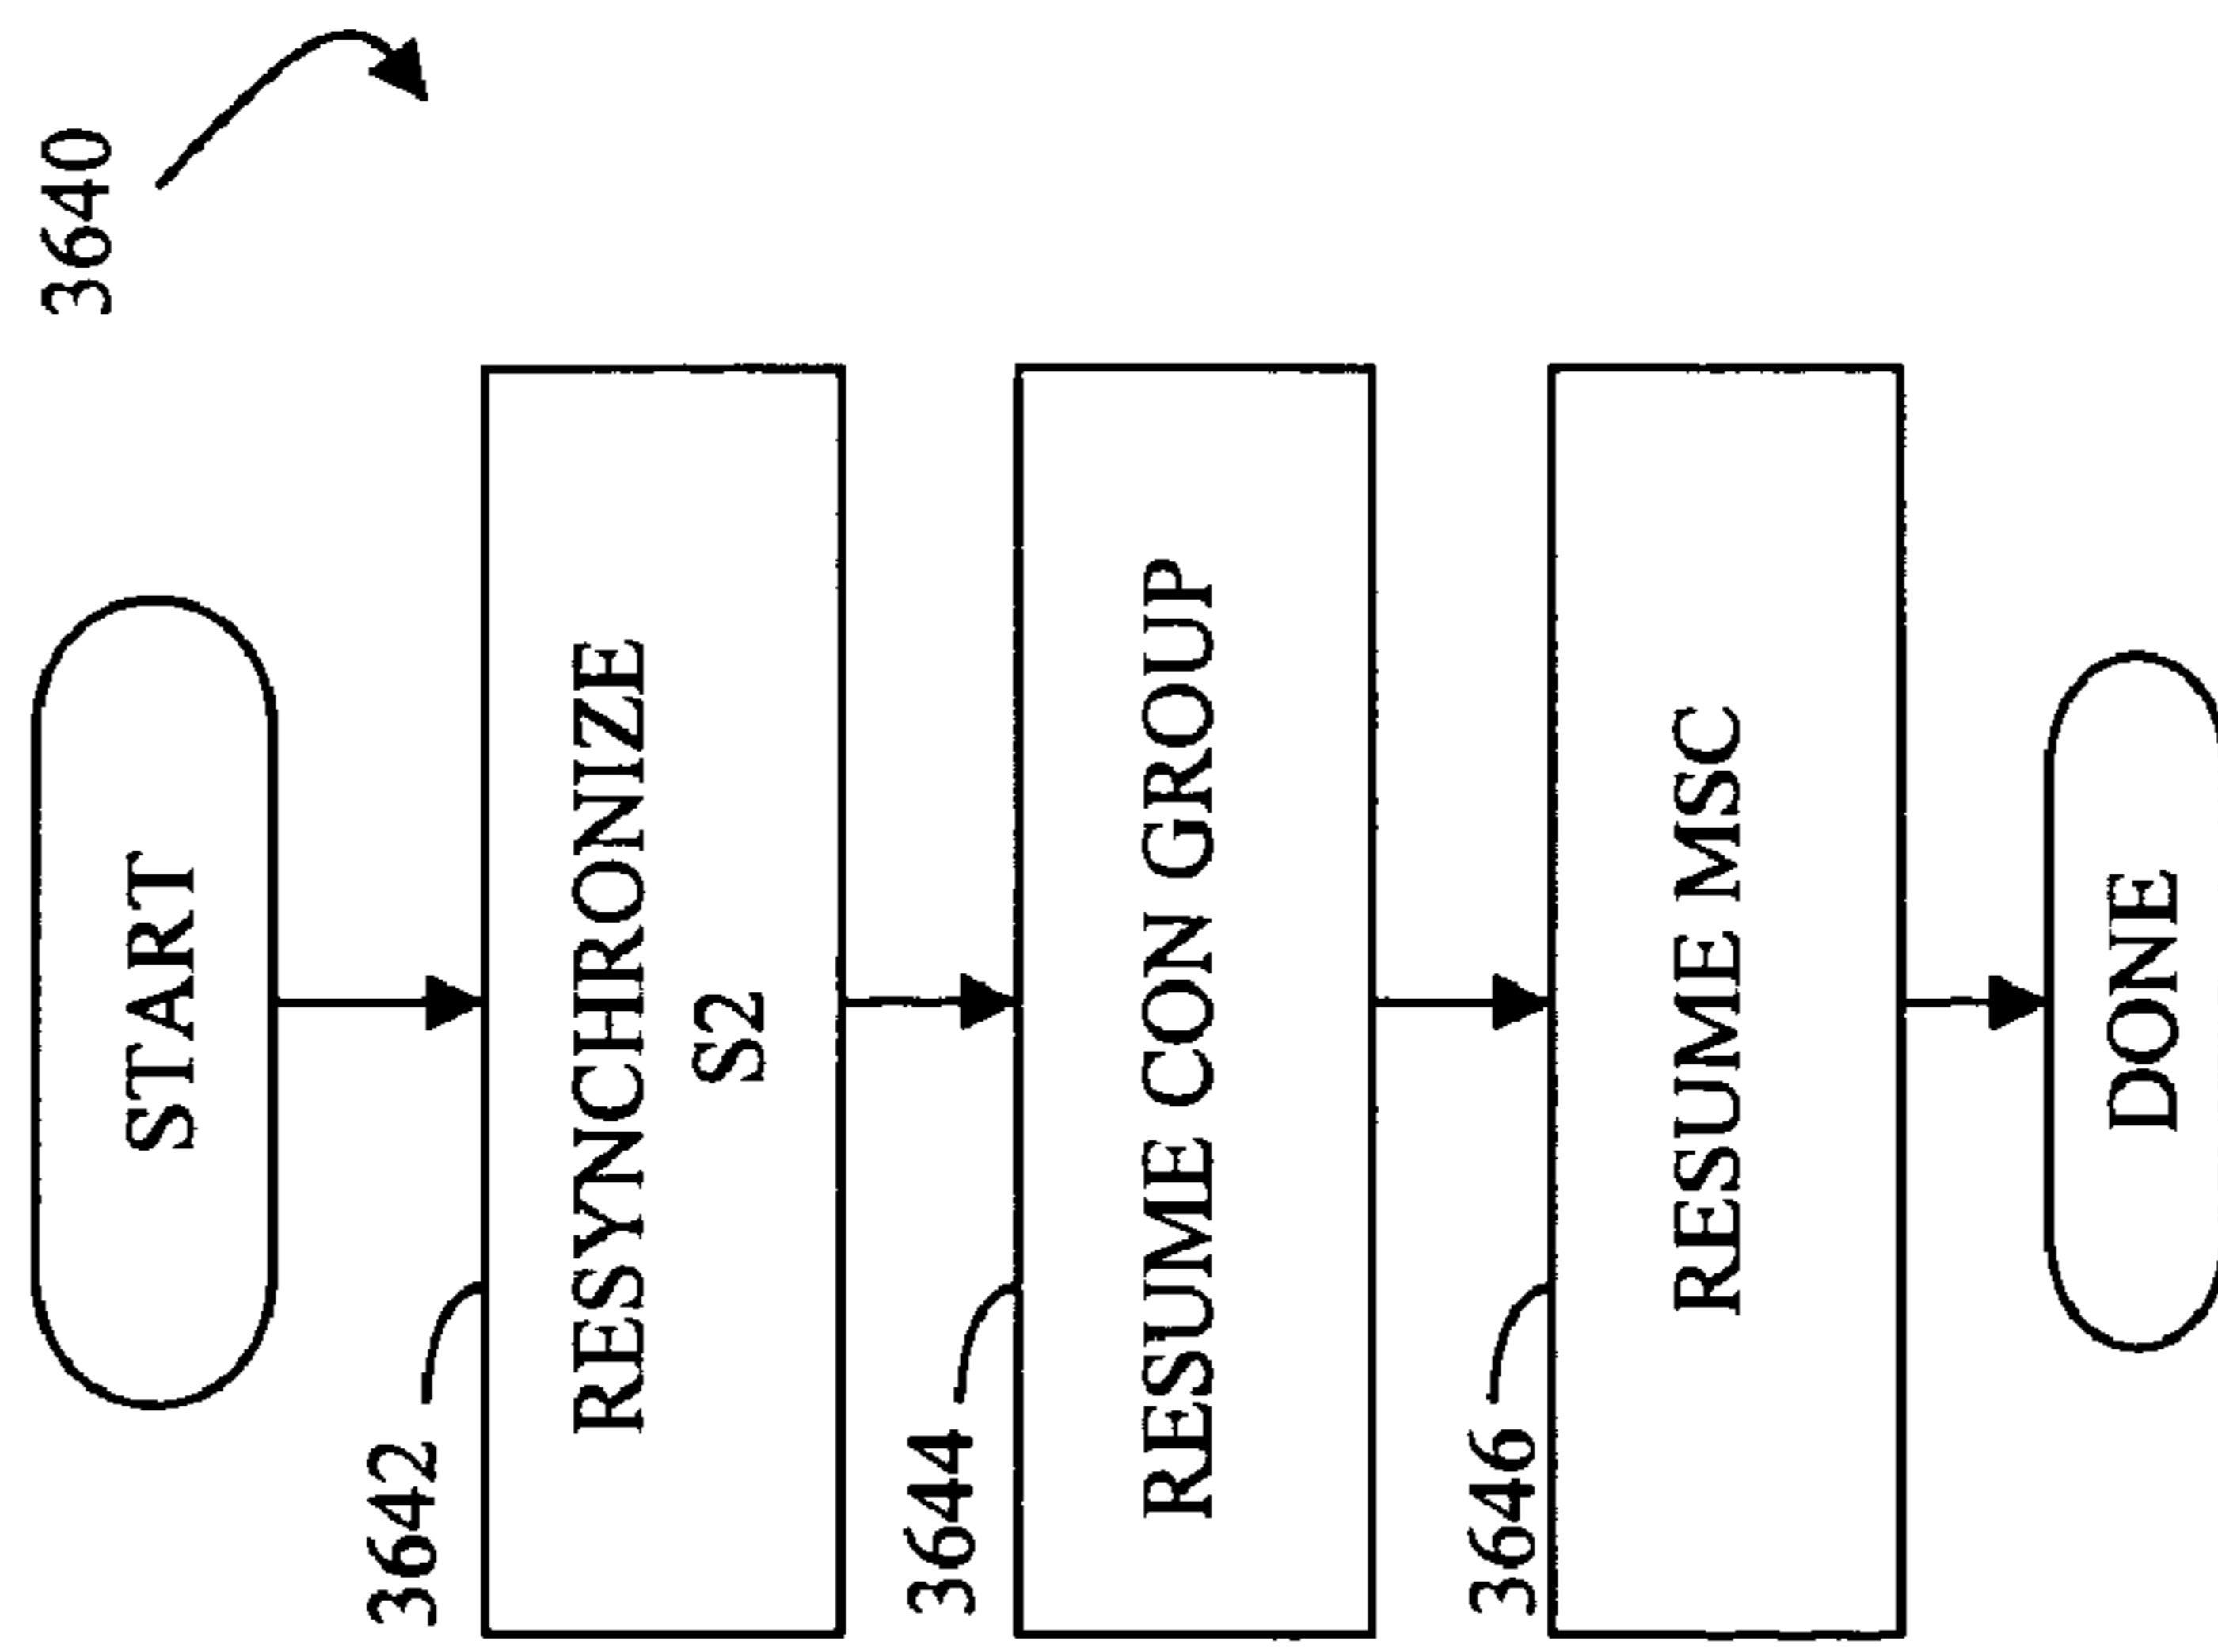 3640
START
3642
RESYNCHRONIZE
S2
3644
RESUME CON GROUP
3646
RESUME MSC
DONE